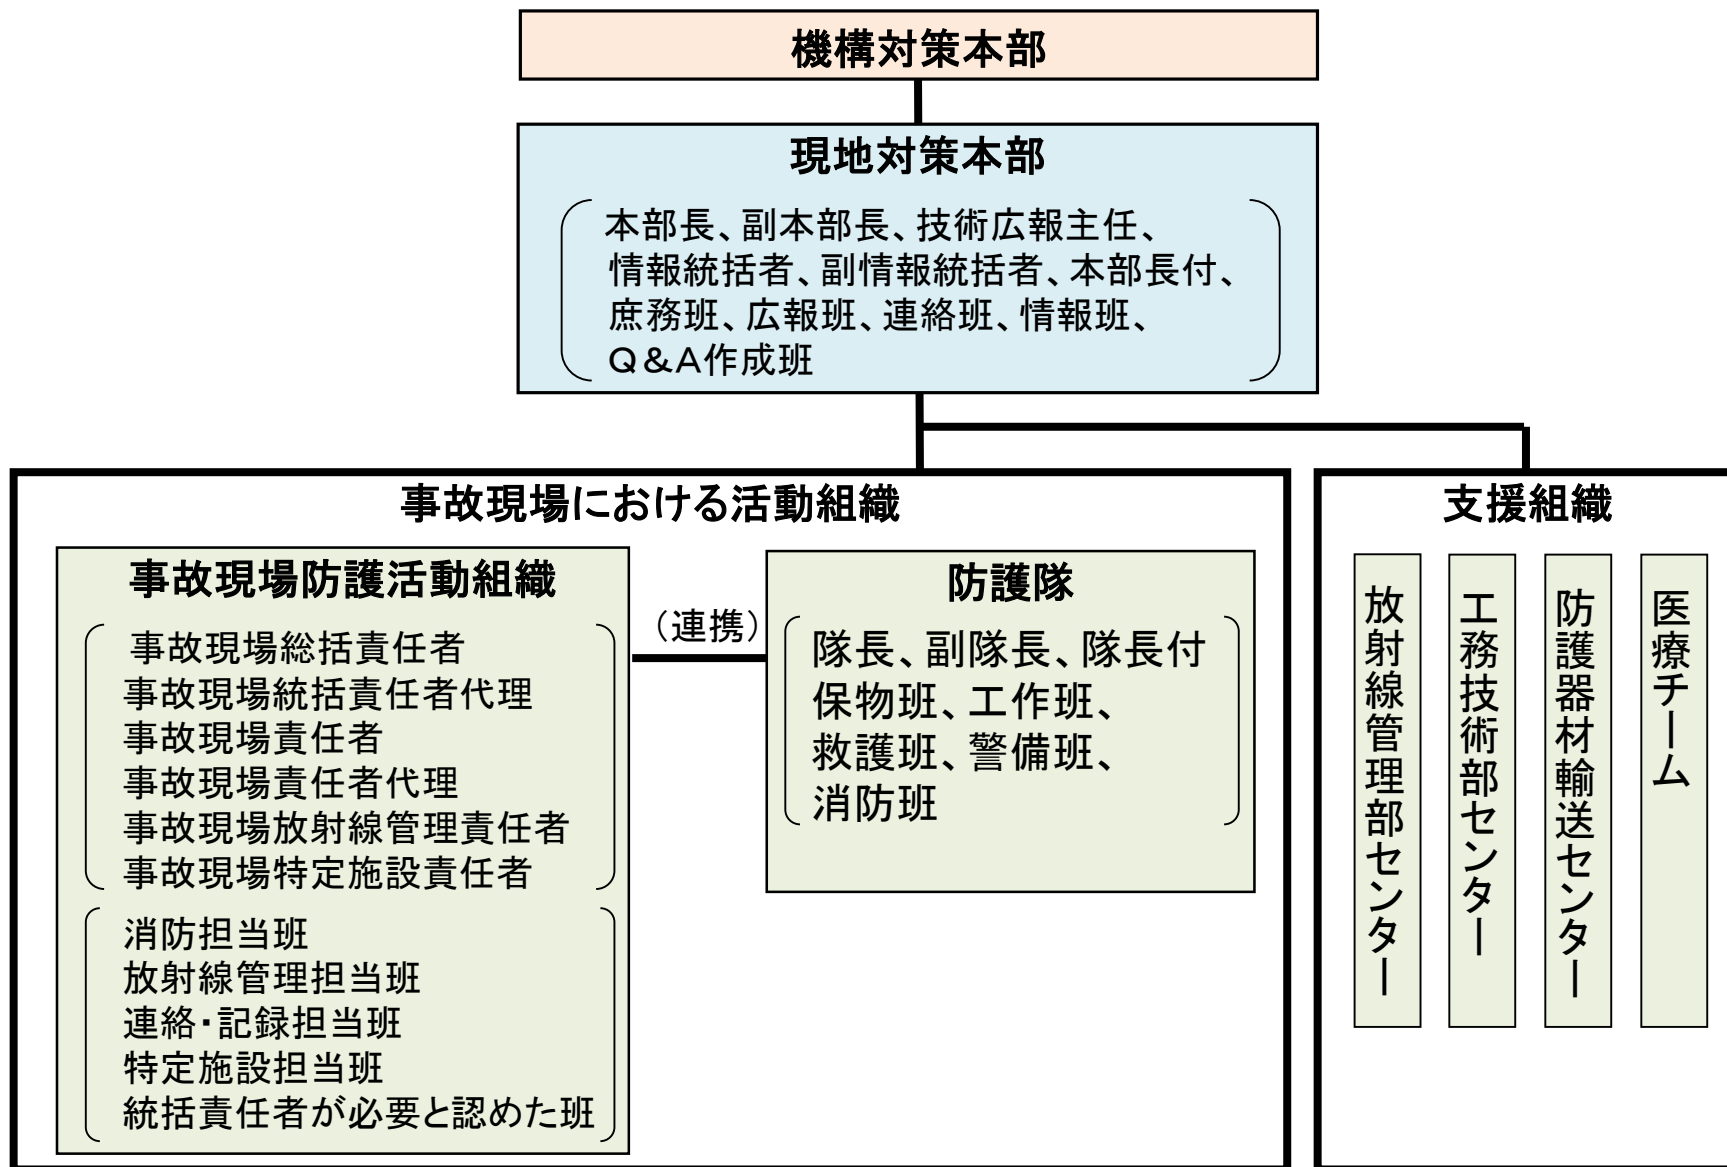 機構対策本部
現地対策本部
本部長、副本部長、技術広報主任、
情報統括者、副情報統括者、本部長付、
庶務班、広報班、連絡班、情報班、
Q&A作成班
事故現場における活動組織
事故現場防護活動組織
事故現場総括責任者
事故現場統括責任者代理
事故現場責任者
事故現場責任者代理
事故現場放射線管理責任者
事故現場特定施設責任者
消防担当班
放射線管理担当班
連絡・記録担当班
特定施設担当班
統括責任者が必要と認めた班
（連携）
防護隊
隊長、副隊長、隊長付
保物班、工作班、
救護班、警備班、
消防班
支援組織
放射線管理部センター
工務技術部センター
防護器材輸送センター
医療チーム